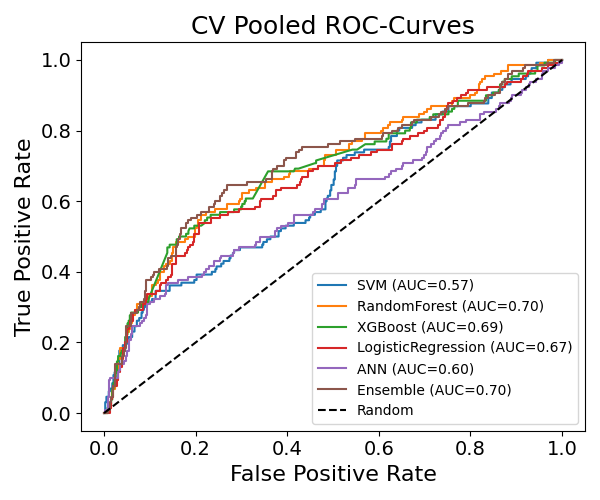 CV Pooled ROC-Curves
True Positive Rate
1.0
0.8
0.6
0.4
0.2
0.0
SVM (AUC=0.57)
RandomForest (AUC=0.70)
XGBoost (AUC=0.69)
LogisticRegression (AUC=0.67)
ANN (AUC=0.60)
Ensemble (AUC=0.70)
Random
0.0 0.2 0.4 0.6 0.8 1.0
False Positive Rate